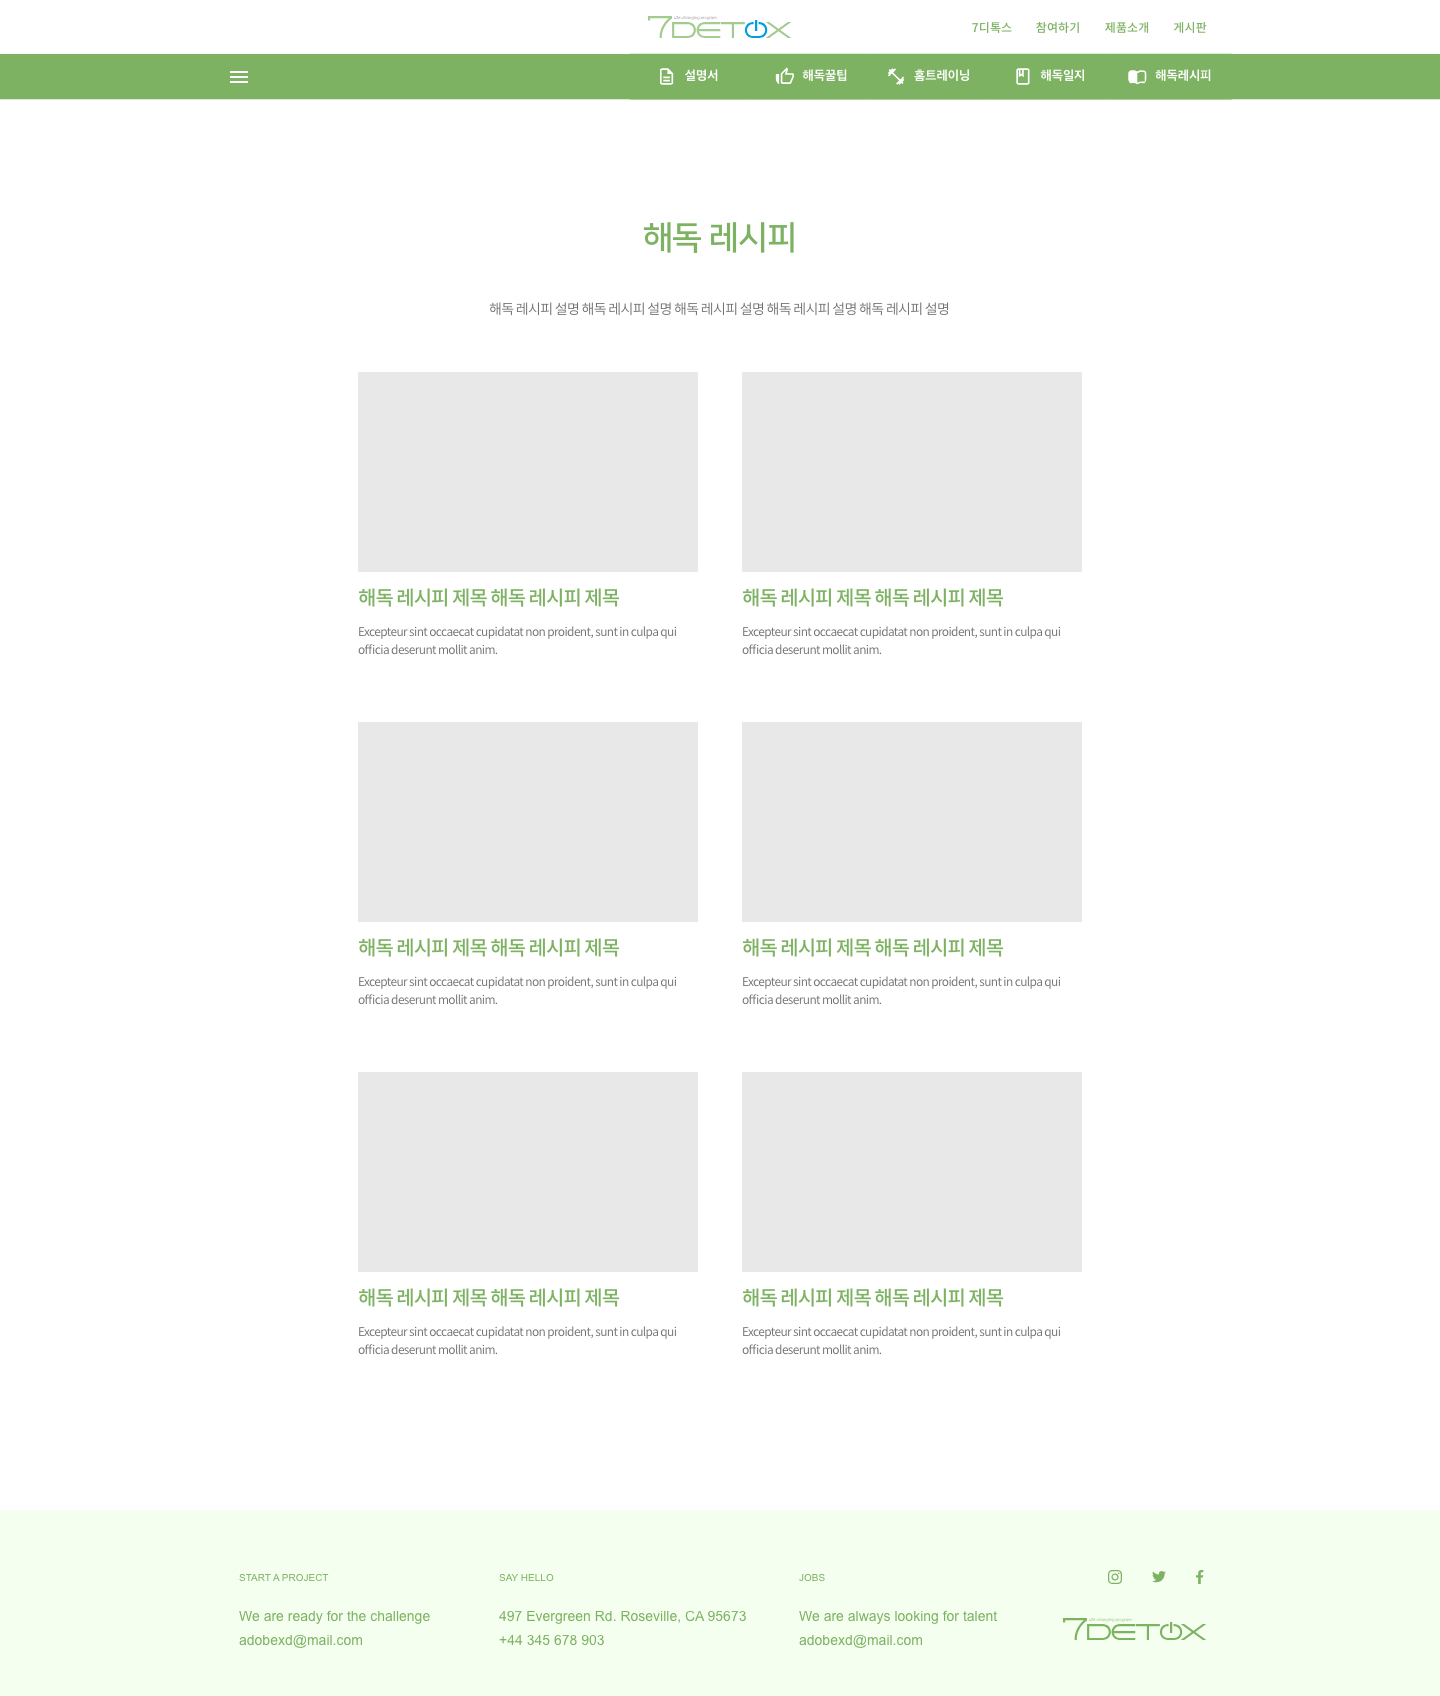 7DETOX
7디톡스 참여하기 제품소개 게시판
설명서 해독꿀팁 홈트레이닝 해독일지 해독레시피
해독 레시피
해독 레시피 설명 해독 레시피 설명 해독 레시피 설명 해독 레시피 설명 해독 레시피 설명
해독 레시피 제목 해독 레시피 제목
Excepteur sint occaecat cupidatat non proident, sunt in culpa qui
officia deserunt mollit anim.
해독 레시피 제목 해독 레시피 제목
Excepteur sint occaecat cupidatat non proident, sunt in culpa qui
officia deserunt mollit anim.
해독 레시피 제목 해독 레시피 제목
Excepteur sint occaecat cupidatat non proident, sunt in culpa qui
officia deserunt mollit anim.
해독 레시피 제목 해독 레시피 제목
Excepteur sint occaecat cupidatat non proident, sunt in culpa qui
officia deserunt mollit anim.
해독 레시피 제목 해독 레시피 제목
Excepteur sint occaecat cupidatat non proident, sunt in culpa qui
officia deserunt mollit anim.
해독 레시피 제목 해독 레시피 제목
Excepteur sint occaecat cupidatat non proident, sunt in culpa qui
officia deserunt mollit anim.
START A PROJECT
We are ready for the challenge
adobexd@mail.com
SAY HELLO
497 Evergreen Rd. Roseville, CA 95673
+44 345 678 903
JOBS
We are always looking for talent
adobexd@mail.com
7DETOX